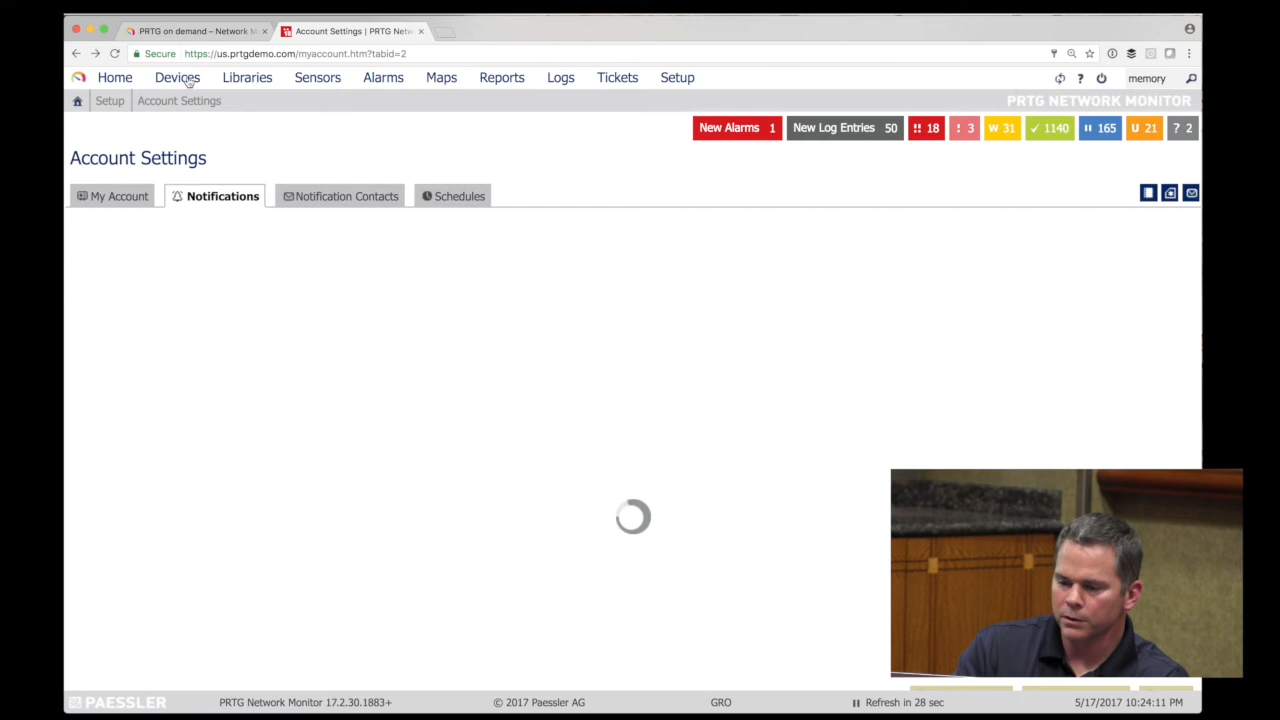 PRTG on demand – Network M
Account Settings | PRTG Netw
Secure https://us.prtgdemo.com/myaccount.htm?tabid=2
Home Devices Libraries Sensors Alarms Maps Reports Logs Tickets Setup ? memory
Setup Account Settings PRTG NETWORK MONITOR
New Alarms 1 New Log Entries 50 !! 18 ! 3 W 31 ✓ 1140 II 165 U 21 ? 2
Account Settings
My Account Notifications Notification Contacts Schedules
PAESSLER PRTG Network Monitor 17.2.30.1883+ © 2017 Paessler AG GRO Refresh in 28 sec 5/17/2017 10:24:11 PM